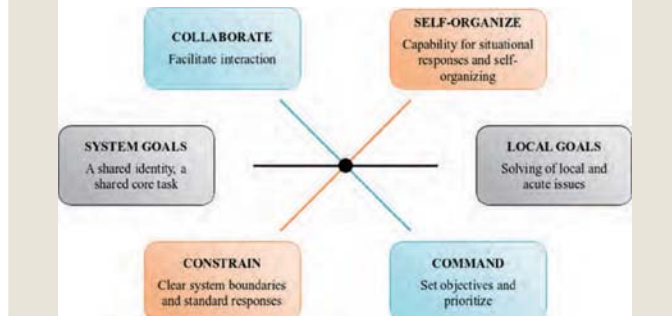 COLLABORATE
Facilitate interaction
SELF-ORGANIZE
Capability for situational
responses and self-
organizing
SYSTEM GOALS
A shared identity, a
shared core task
LOCAL GOALS
Solving of local and
acute issues
CONSTRAIN
Clear system boundaries
and standard responses
COMMAND
Set objectives and
prioritize